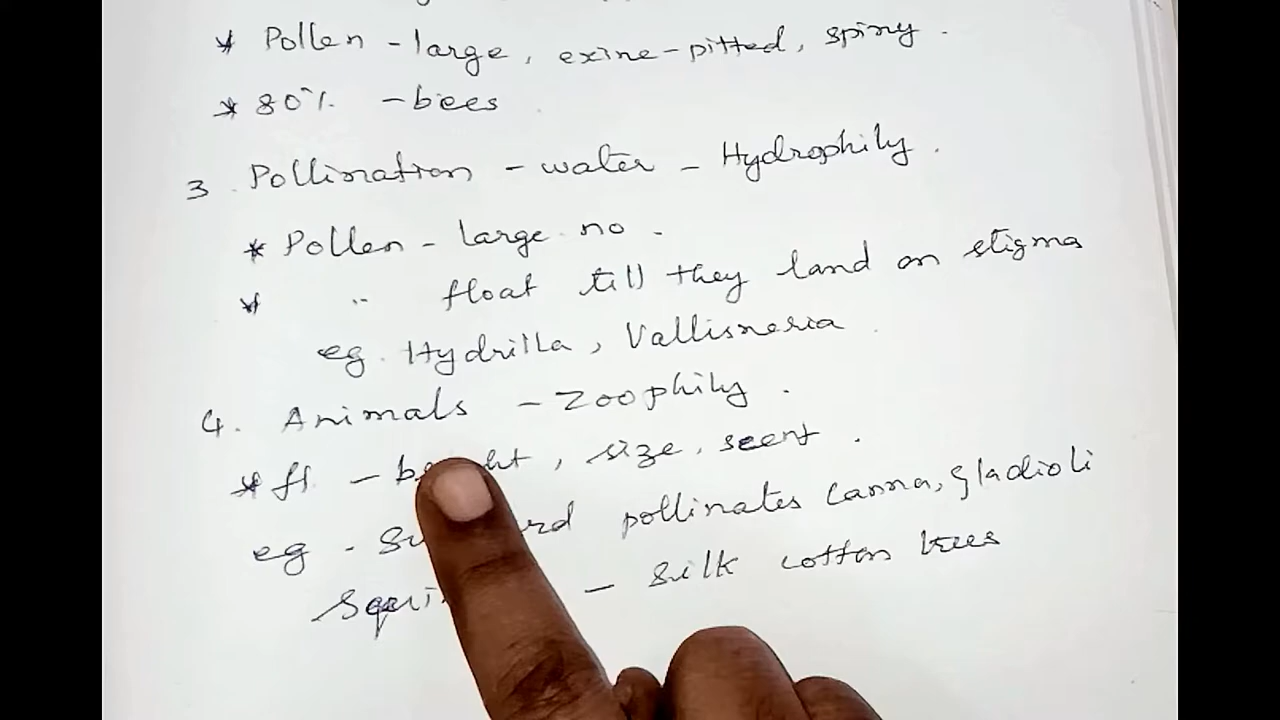 * Pollen - large, exine-pitted, spiny.
* 80% - bees
3. Pollination - water - Hydrophily.
* Pollen - large no.
* " float till they land on stigma
eg. Hydrilla, Vallisneria.
4. Animals - Zoophily.
* fl - , size, scent.
eg - pollinates Canna, gladioli
- Silk cotton trees